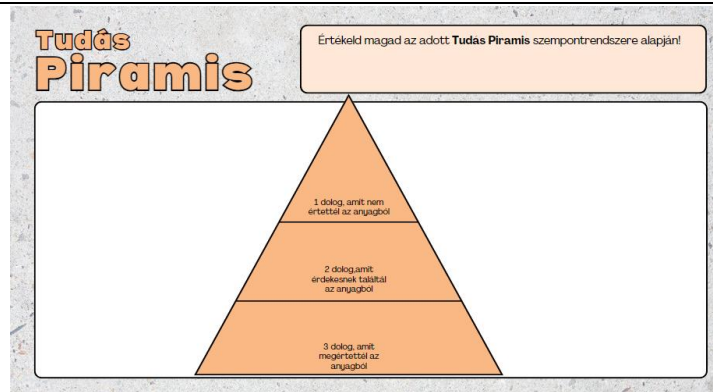 Tudás
Piramis
Értékeld magad az adott Tudás Piramis szempontrendszere alapján!
1 dolog, amit nem
értettél az anyagból
2 dolog,amit
érdekesnek találtál
az anyagból
3 dolog, amit
megértettél az
anyagból